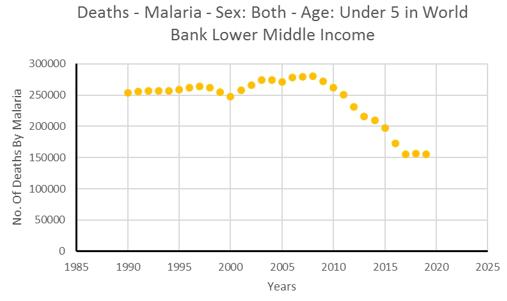 Deaths - Malaria - Sex: Both - Age: Under 5 in World
Bank Lower Middle Income
300000
250000
200000
150000
100000
50000
0
No. Of Deaths By Malaria
1985 1990 1995 2000 2005 2010 2015 2020 2025
Years